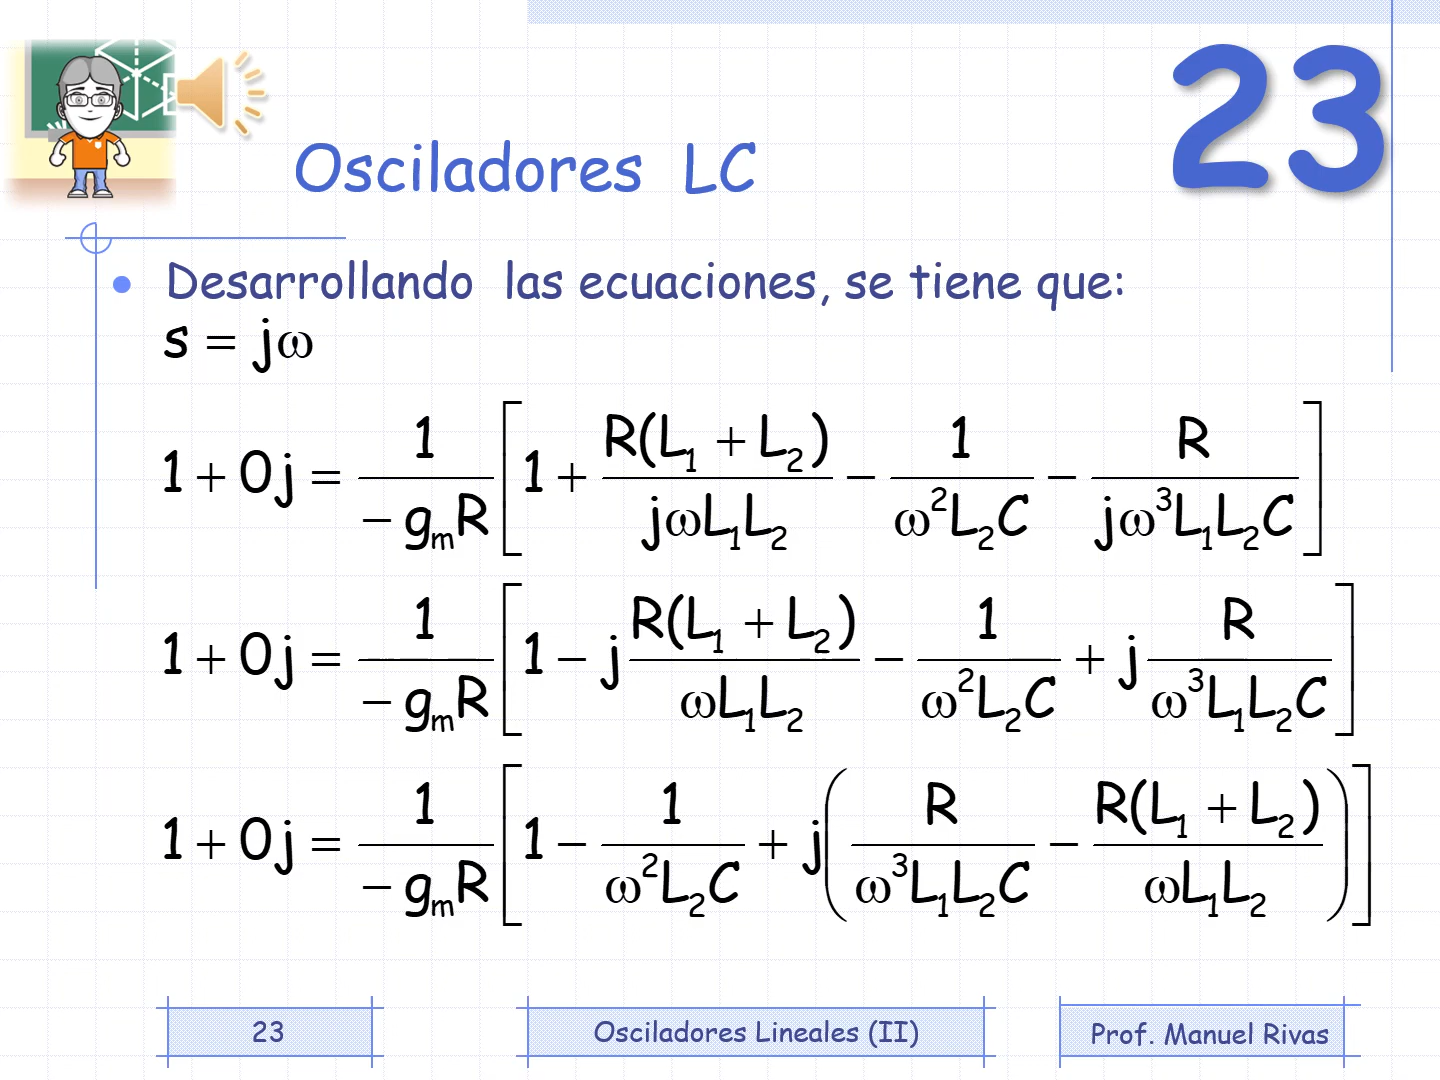 23
Osciladores LC
• Desarrollando las ecuaciones, se tiene que:
s = jω
1 + 0j = 1/(−gₘR) [1 + R(L₁ + L₂)/(jωL₁L₂) − 1/(ω²L₂C) − R/(jω³L₁L₂C)]
1 + 0j = 1/(−gₘR) [1 − j R(L₁ + L₂)/(ωL₁L₂) − 1/(ω²L₂C) + j R/(ω³L₁L₂C)]
1 + 0j = 1/(−gₘR) [1 − 1/(ω²L₂C) + j(R/(ω³L₁L₂C) − R(L₁ + L₂)/(ωL₁L₂))]
23
Osciladores Lineales (II)
Prof. Manuel Rivas